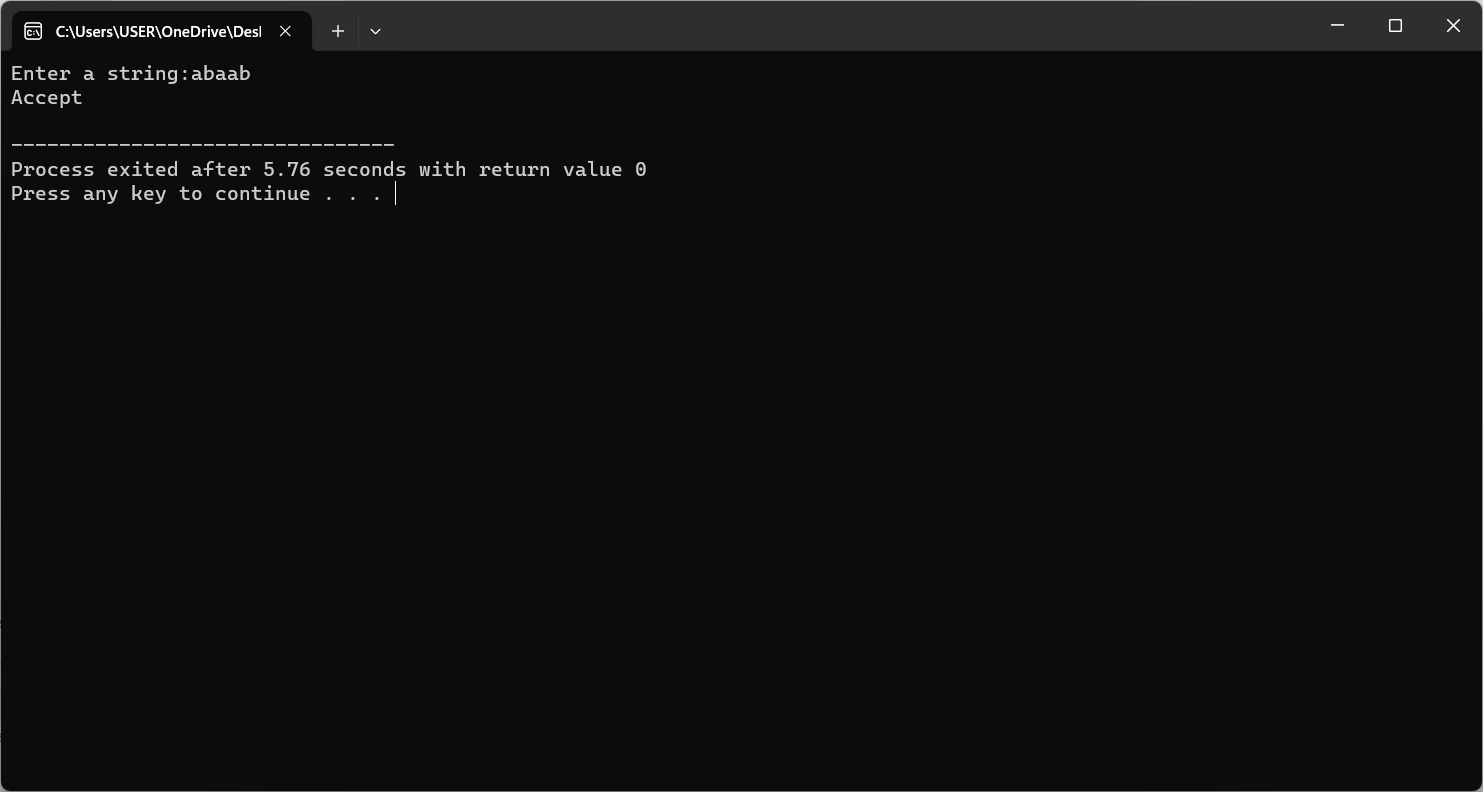 C:\Users\USER\OneDrive\Des
Enter a string:abaab
Accept
--------------------------------
Process exited after 5.76 seconds with return value 0
Press any key to continue . . .